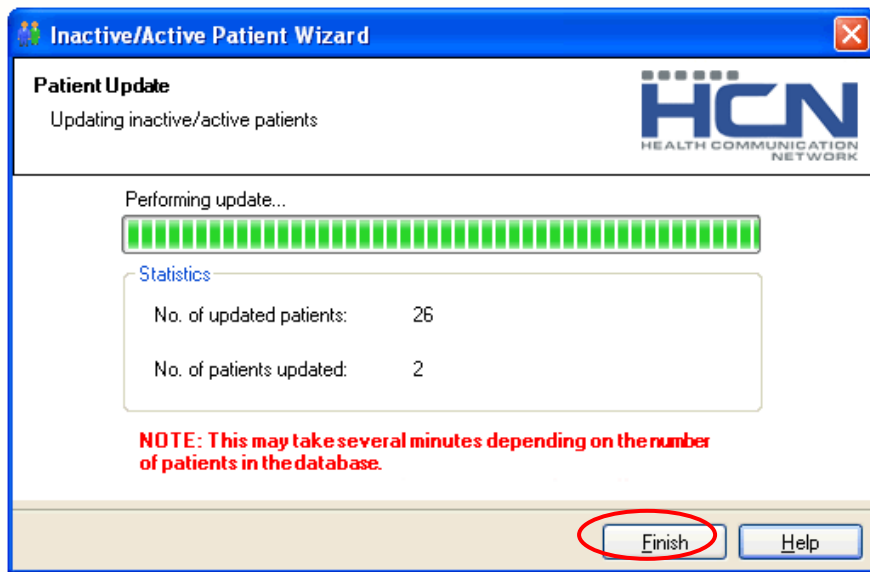 Inactive/Active Patient Wizard
Patient Update
Updating inactive/active patients
HCN
HEALTH COMMUNICATION
NETWORK
Performing update...
Statistics
No. of updated patients: 26
No. of patients updated: 2
NOTE: This may take several minutes depending on the number
of patients in the database.
Finish Help